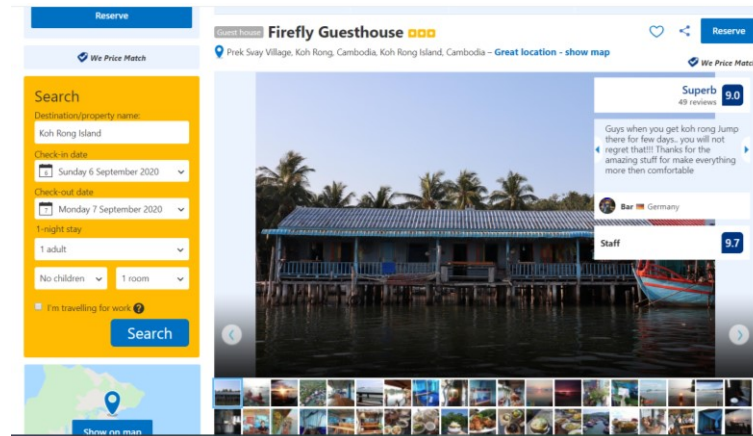 Reserve
We Price Match
Search
Destination/property name:
Koh Rong Island
Check-in date
6 Sunday 6 September 2020
Check-out date
7 Monday 7 September 2020
1-night stay
1 adult
No children
1 room
I'm travelling for work ?
Search
Show on map
Guest house Firefly Guesthouse
Prek Svay Village, Koh Rong, Cambodia, Koh Rong Island, Cambodia – Great location - show map
Reserve
We Price Matc
Superb 9.0
49 reviews
Guys when you get koh rong Jump
there for few days.. you will not
regret that!!! Thanks for the
amazing stuff for make everything
more then comfortable
Bar Germany
Staff 9.7